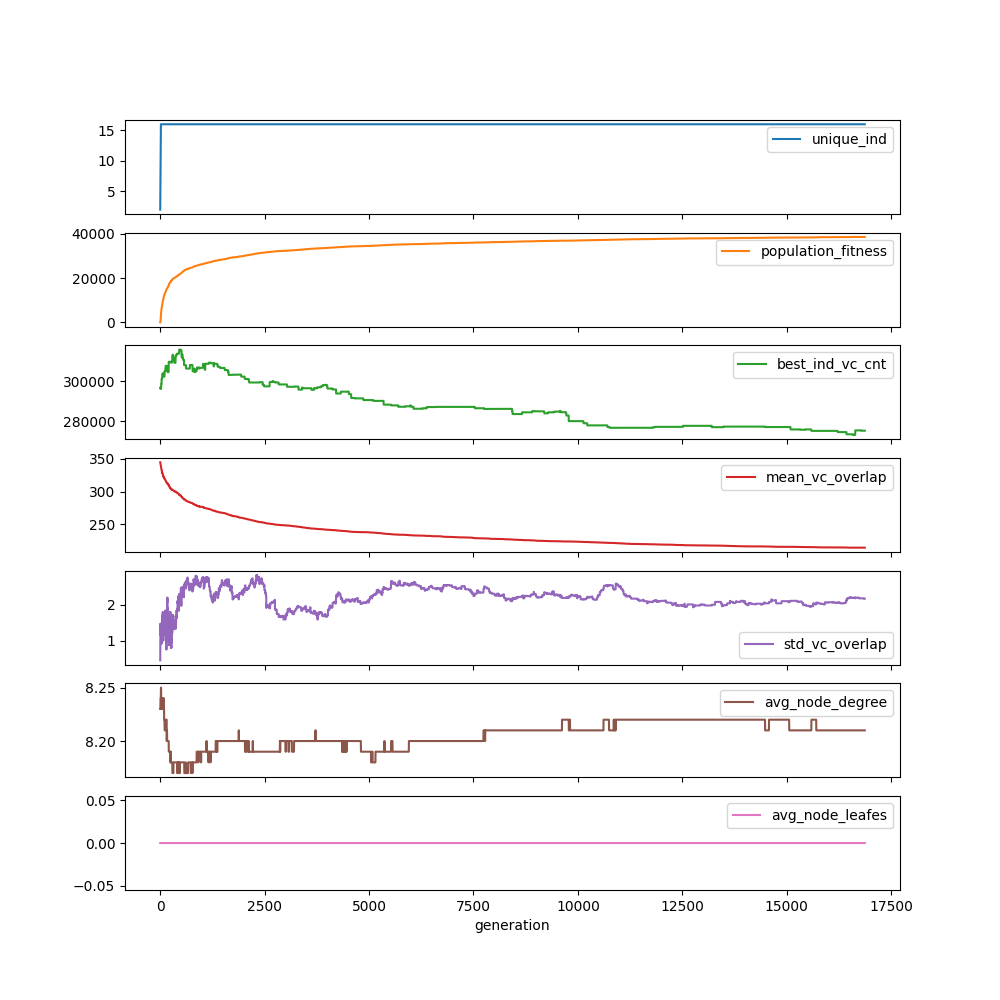 15
10
5
unique_ind
40000
20000
0
population_fitness
300000
280000
best_ind_vc_cnt
350
300
250
mean_vc_overlap
2
1
std_vc_overlap
8.25
8.20
avg_node_degree
0.05
0.00
−0.05
avg_node_leafes
0 2500 5000 7500 10000 12500 15000 17500
generation